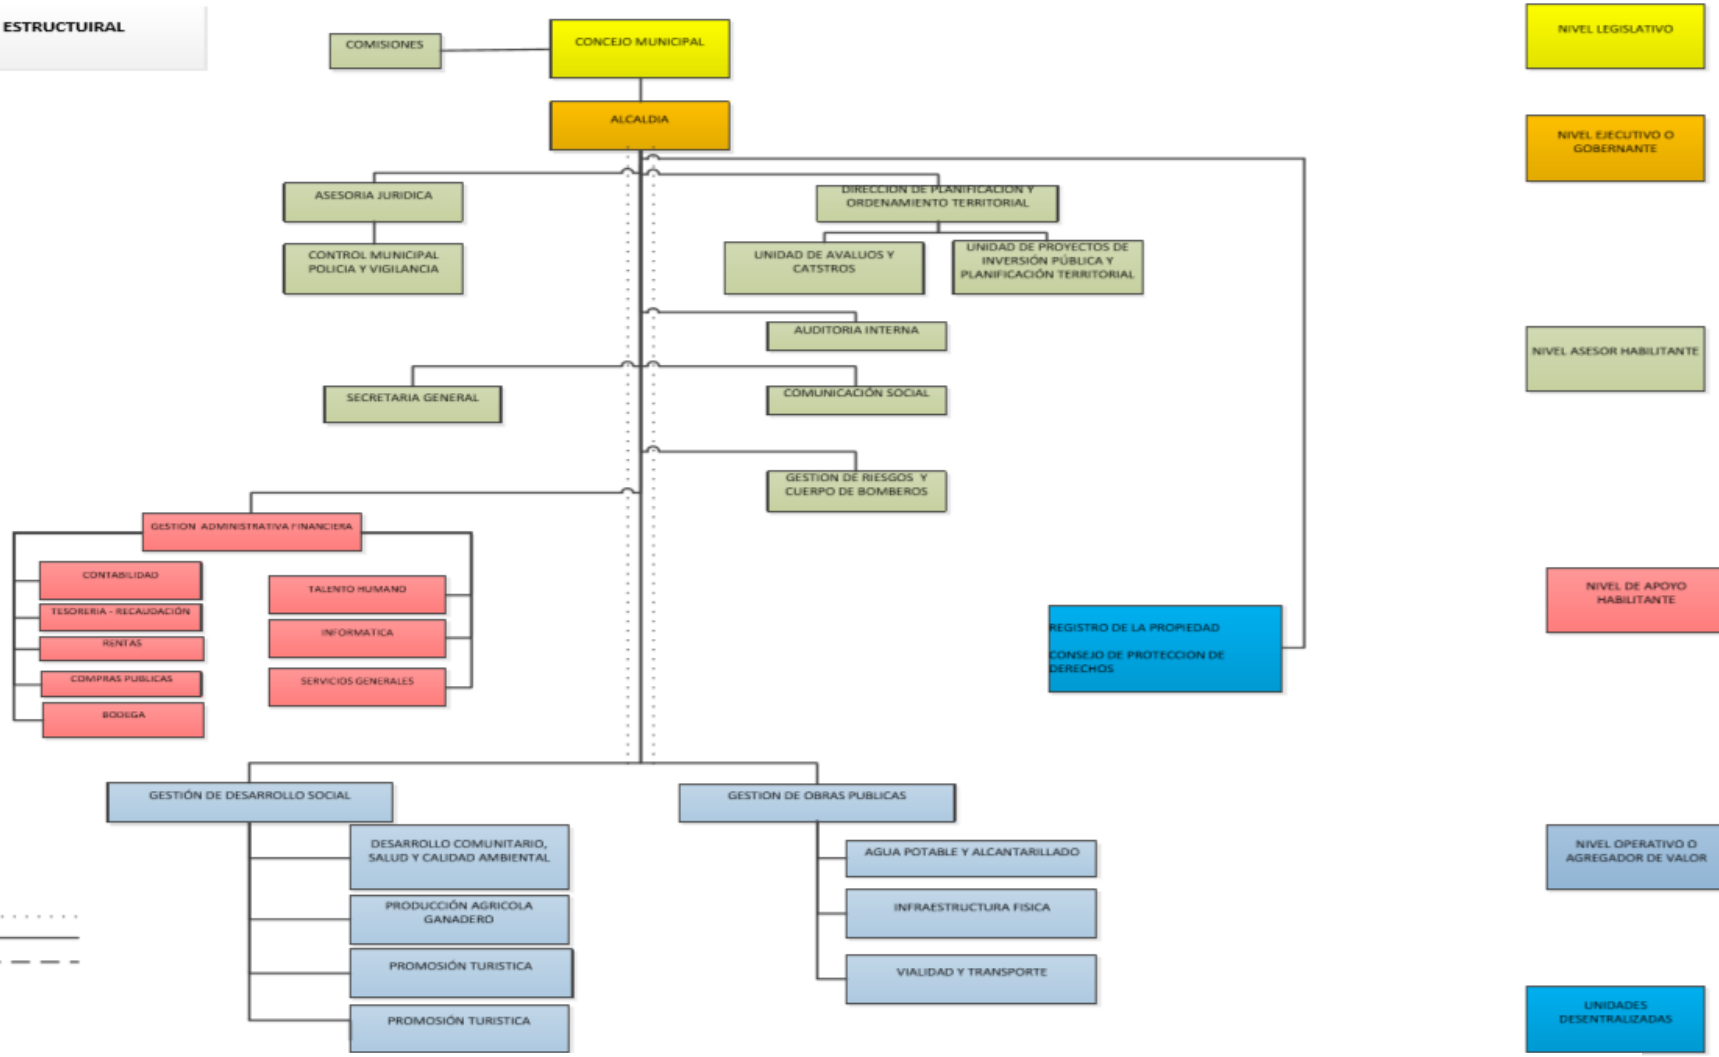 ESTRUCTUIRAL
COMISIONES
CONCEJO MUNICIPAL
NIVEL LEGISLATIVO
ALCALDIA
NIVEL EJECUTIVO O
GOBERNANTE
ASESORIA JURIDICA
DIRECCION DE PLANIFICACION Y
ORDENAMIENTO TERRITORIAL
CONTROL MUNICIPAL
POLICIA Y VIGILANCIA
UNIDAD DE AVALUOS Y
CATSTROS
UNIDAD DE PROYECTOS DE
INVERSIÓN PÚBLICA Y
PLANIFICACIÓN TERRITORIAL
AUDITORIA INTERNA
NIVEL ASESOR HABILITANTE
SECRETARIA GENERAL
COMUNICACIÓN SOCIAL
GESTION DE RIESGOS Y
CUERPO DE BOMBEROS
GESTION ADMINISTRATIVA FINANCIERA
CONTABILIDAD
TESORERIA - RECAUDACIÓN
RENTAS
COMPRAS PUBLICAS
BODEGA
TALENTO HUMANO
INFORMATICA
SERVICIOS GENERALES
REGISTRO DE LA PROPIEDAD
CONSEJO DE PROTECCION DE
DERECHOS
NIVEL DE APOYO
HABILITANTE
GESTIÓN DE DESARROLLO SOCIAL
GESTION DE OBRAS PUBLICAS
DESARROLLO COMUNITARIO,
SALUD Y CALIDAD AMBIENTAL
PRODUCCIÓN AGRICOLA
GANADERO
PROMOSIÓN TURISTICA
PROMOSIÓN TURISTICA
AGUA POTABLE Y ALCANTARILLADO
INFRAESTRUCTURA FISICA
VIALIDAD Y TRANSPORTE
NIVEL OPERATIVO O
AGREGADOR DE VALOR
UNIDADES
DESENTRALIZADAS